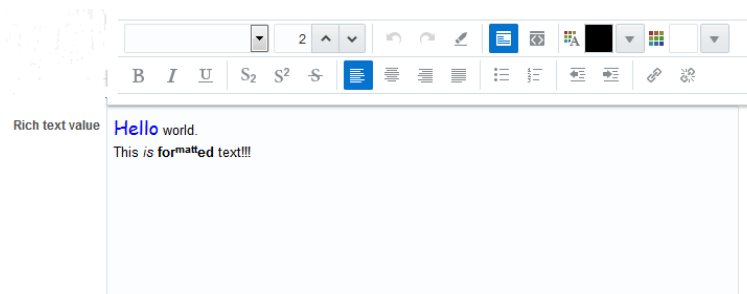 2
B I U S₂ S² S
Rich text value
Hello world.
This is formatted text!!!